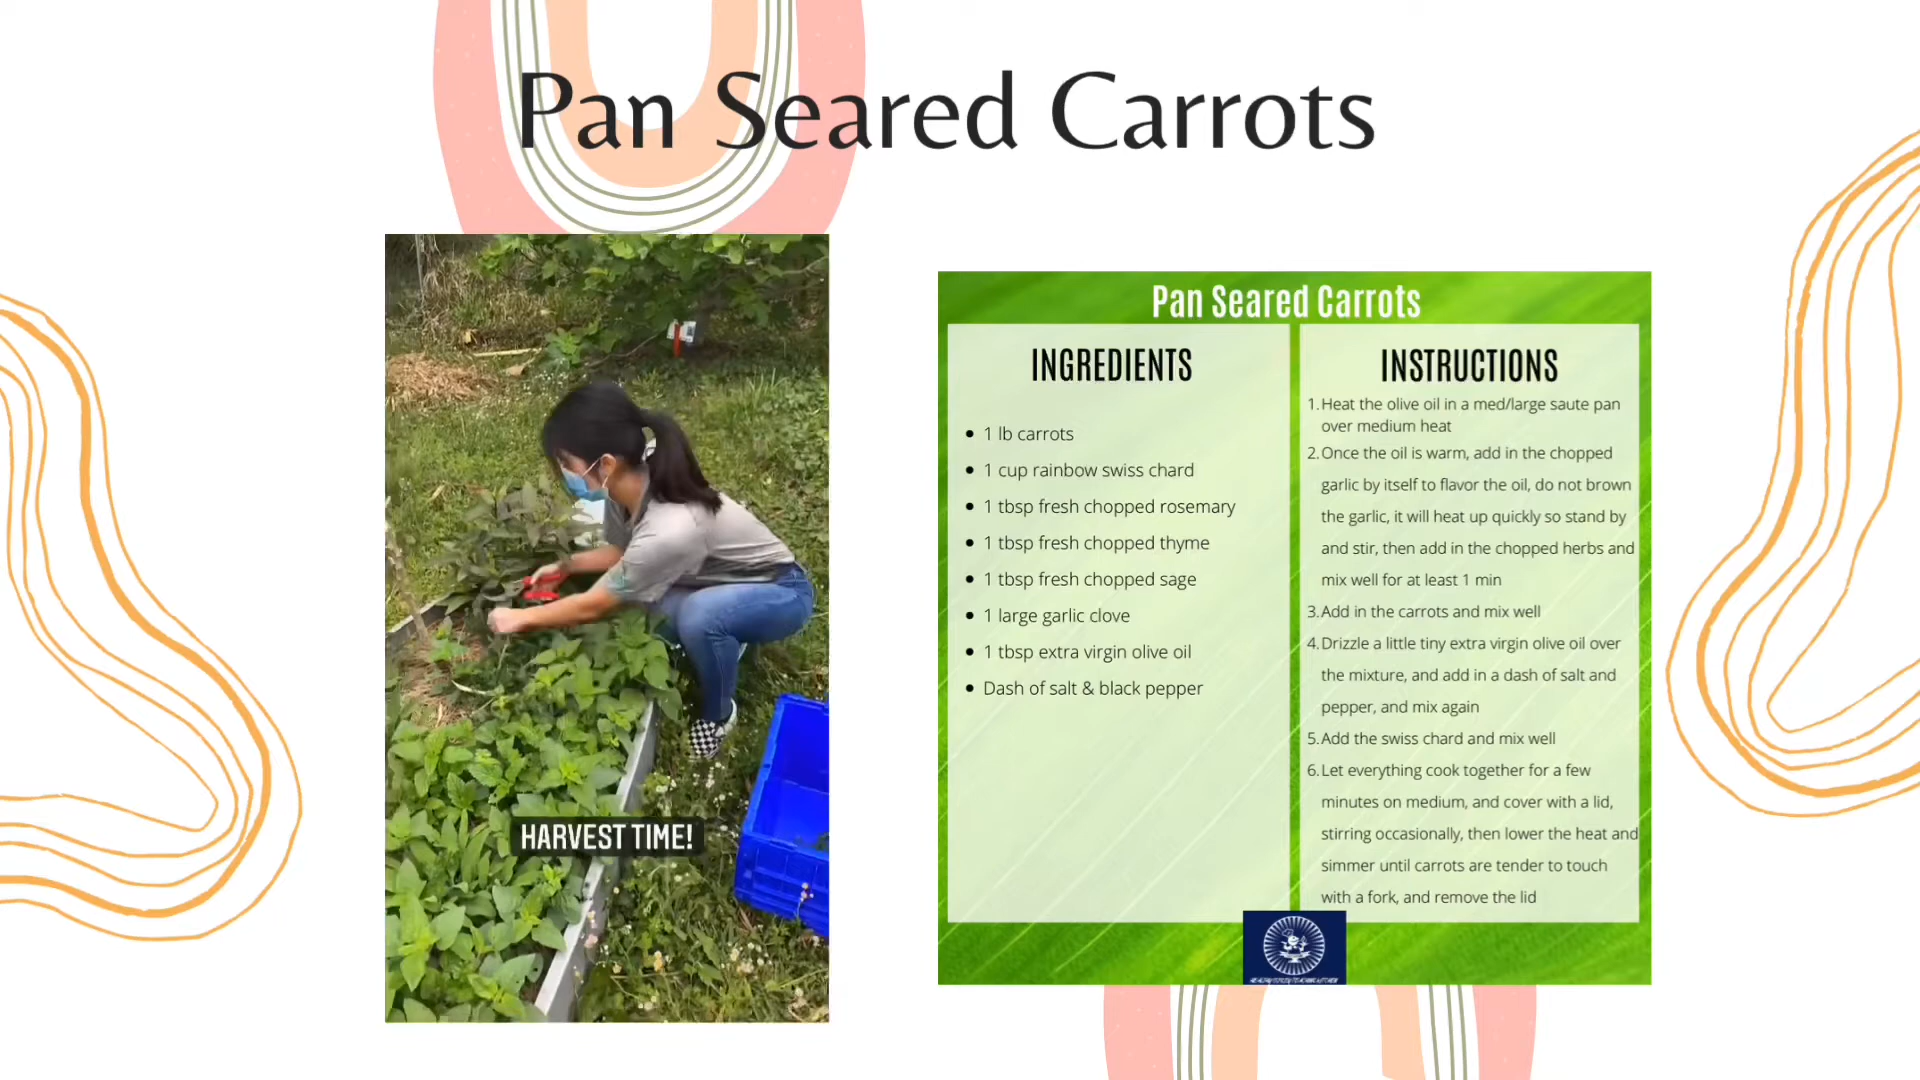 Pan Seared Carrots
HARVEST TIME!
Pan Seared Carrots
INGREDIENTS
• 1 lb carrots
• 1 cup rainbow swiss chard
• 1 tbsp fresh chopped rosemary
• 1 tbsp fresh chopped thyme
• 1 tbsp fresh chopped sage
• 1 large garlic clove
• 1 tbsp extra virgin olive oil
• Dash of salt & black pepper
INSTRUCTIONS
1. Heat the olive oil in a med/large saute pan
over medium heat
2. Once the oil is warm, add in the chopped
garlic by itself to flavor the oil, do not brown
the garlic, it will heat up quickly so stand by
and stir, then add in the chopped herbs and
mix well for at least 1 min
3. Add in the carrots and mix well
4. Drizzle a little tiny extra virgin olive oil over
the mixture, and add in a dash of salt and
pepper, and mix again
5. Add the swiss chard and mix well
6. Let everything cook together for a few
minutes on medium, and cover with a lid,
stirring occasionally, then lower the heat and
simmer until carrots are tender to touch
with a fork, and remove the lid